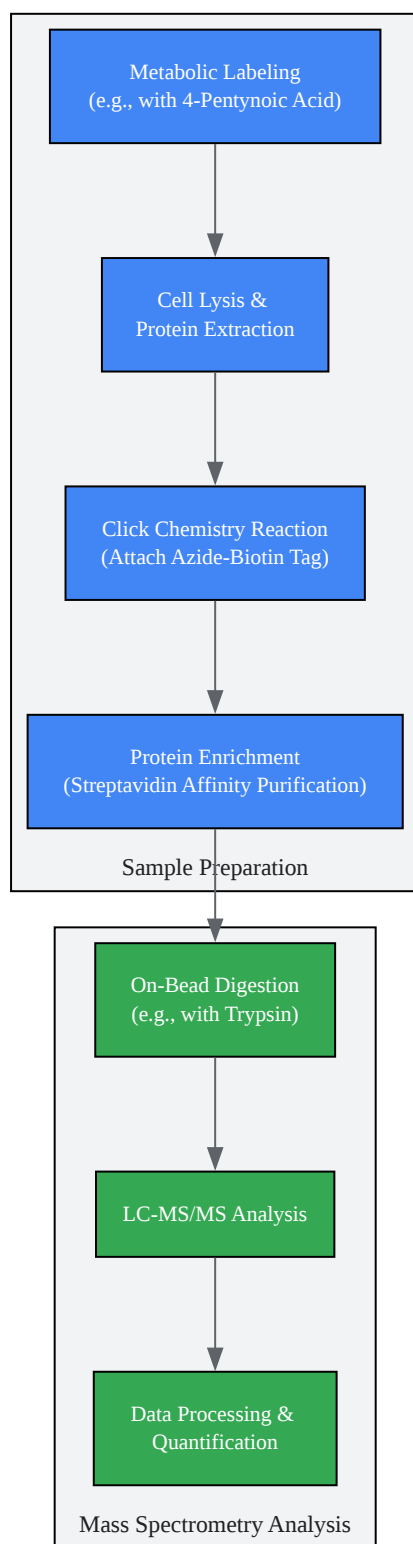 Metabolic Labeling
(e.g., with 4-Pentynoic Acid)
Cell Lysis &
Protein Extraction
Click Chemistry Reaction
(Attach Azide-Biotin Tag)
Protein Enrichment
(Streptavidin Affinity Purification)
Sample Preparation
On-Bead Digestion
(e.g., with Trypsin)
LC-MS/MS Analysis
Data Processing &
Quantification
Mass Spectrometry Analysis